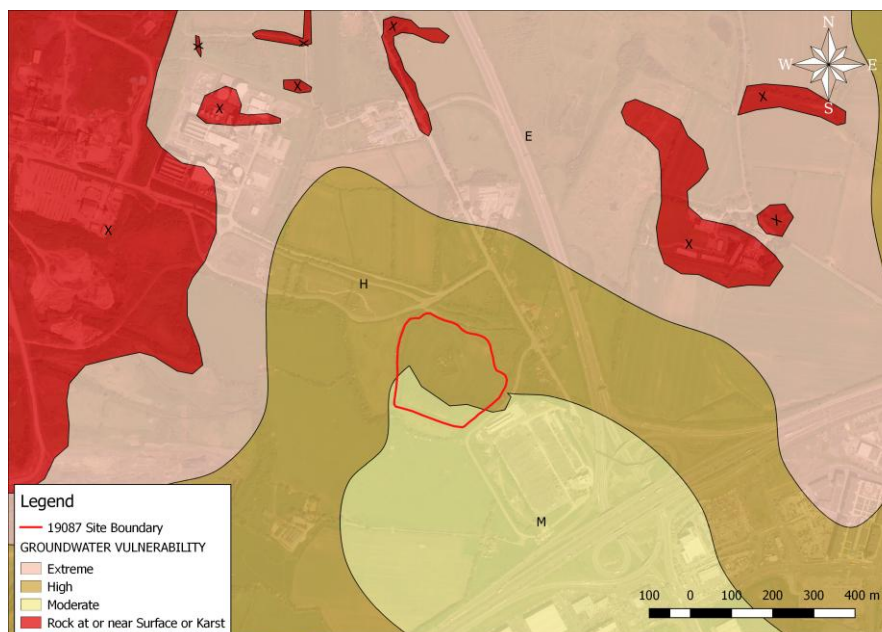 N
W E
S
X
X
X
X
X
X
E
X
X
X
X
H
M
Legend
19087 Site Boundary
GROUNDWATER VULNERABILITY
Extreme
High
Moderate
Rock at or near Surface or Karst
100 0 100 200 300 400 m